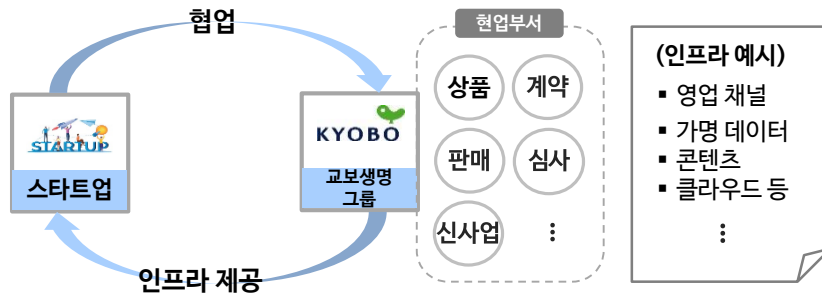 협업
STARTUP
스타트업
KYOBO
교보생명
그룹
인프라 제공
현업부서
상품
계약
판매
심사
신사업
⋮
(인프라 예시)
▪ 영업 채널
▪ 가명 데이터
▪ 콘텐츠
▪ 클라우드 등
⋮